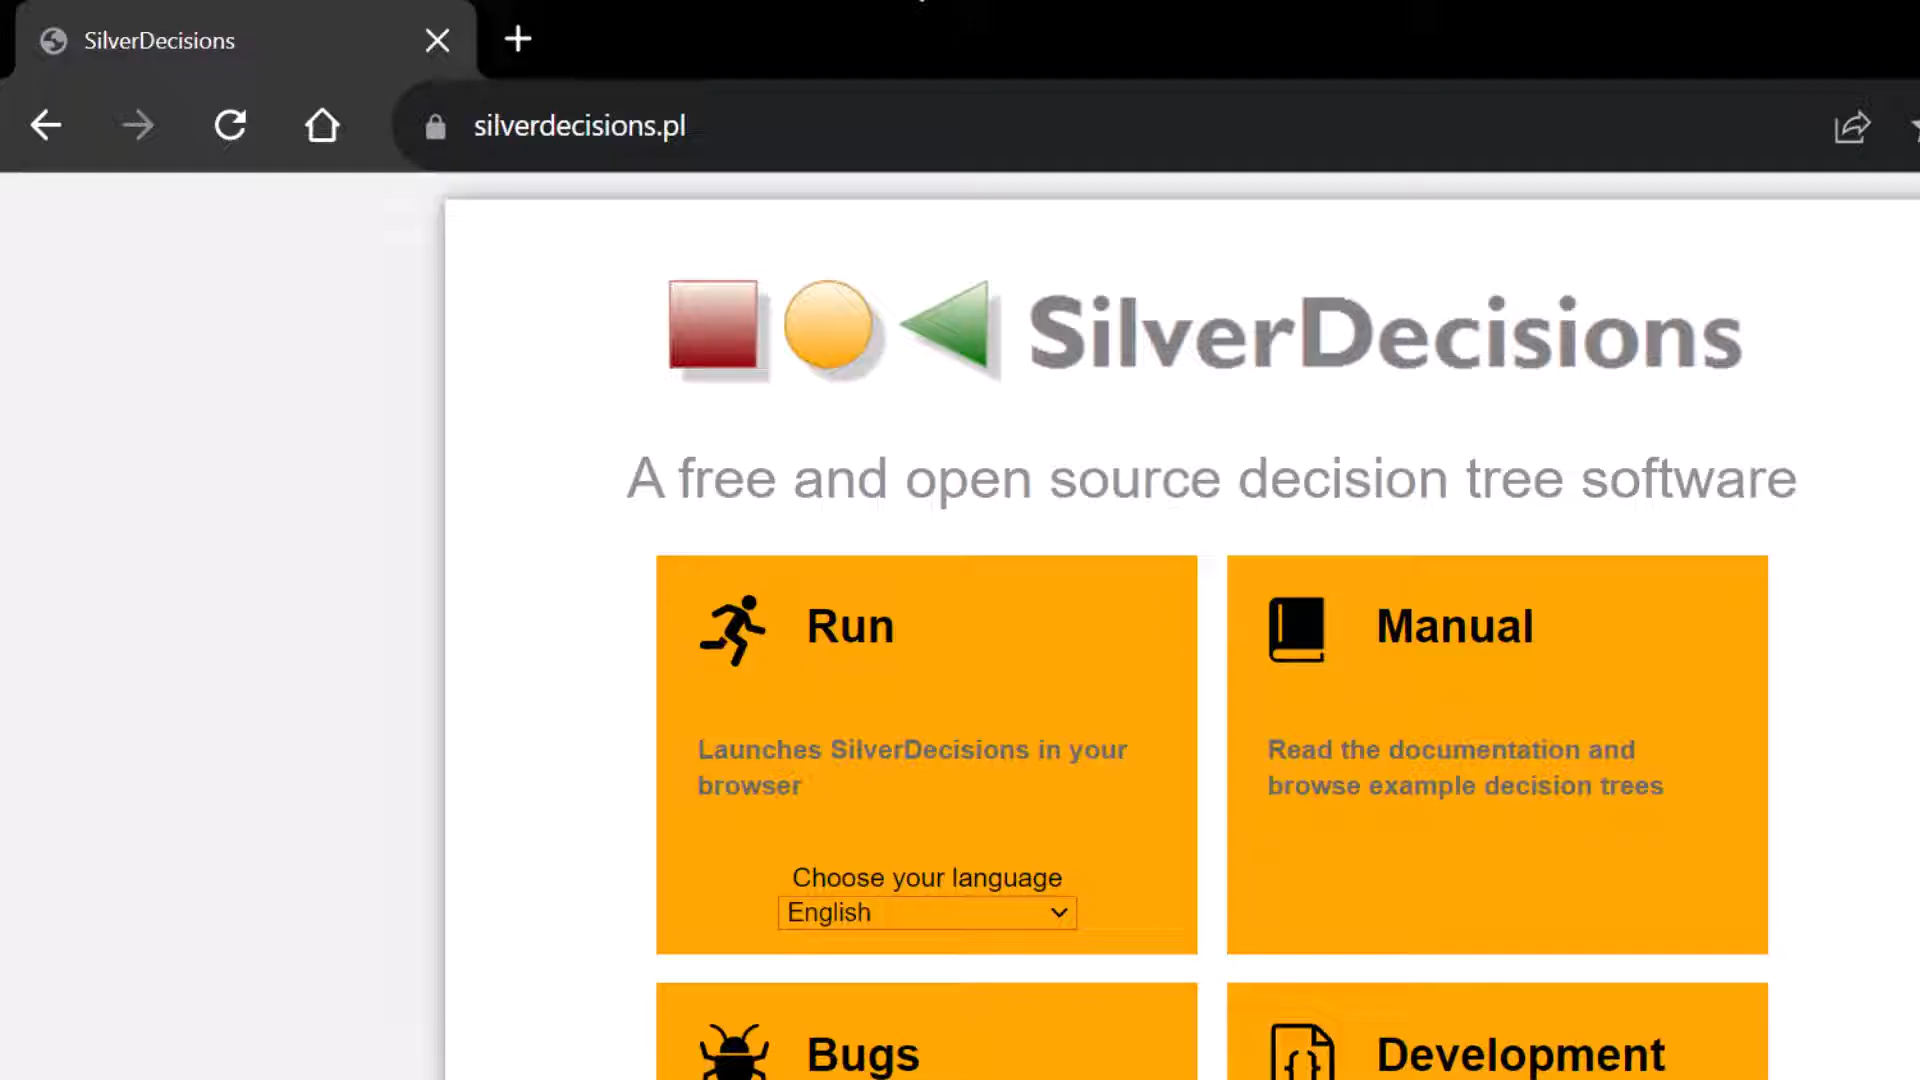 SilverDecisions
silverdecisions.pl
SilverDecisions
A free and open source decision tree software
Run
Launches SilverDecisions in your
browser
Choose your language
English
Manual
Read the documentation and
browse example decision trees
Bugs
Development